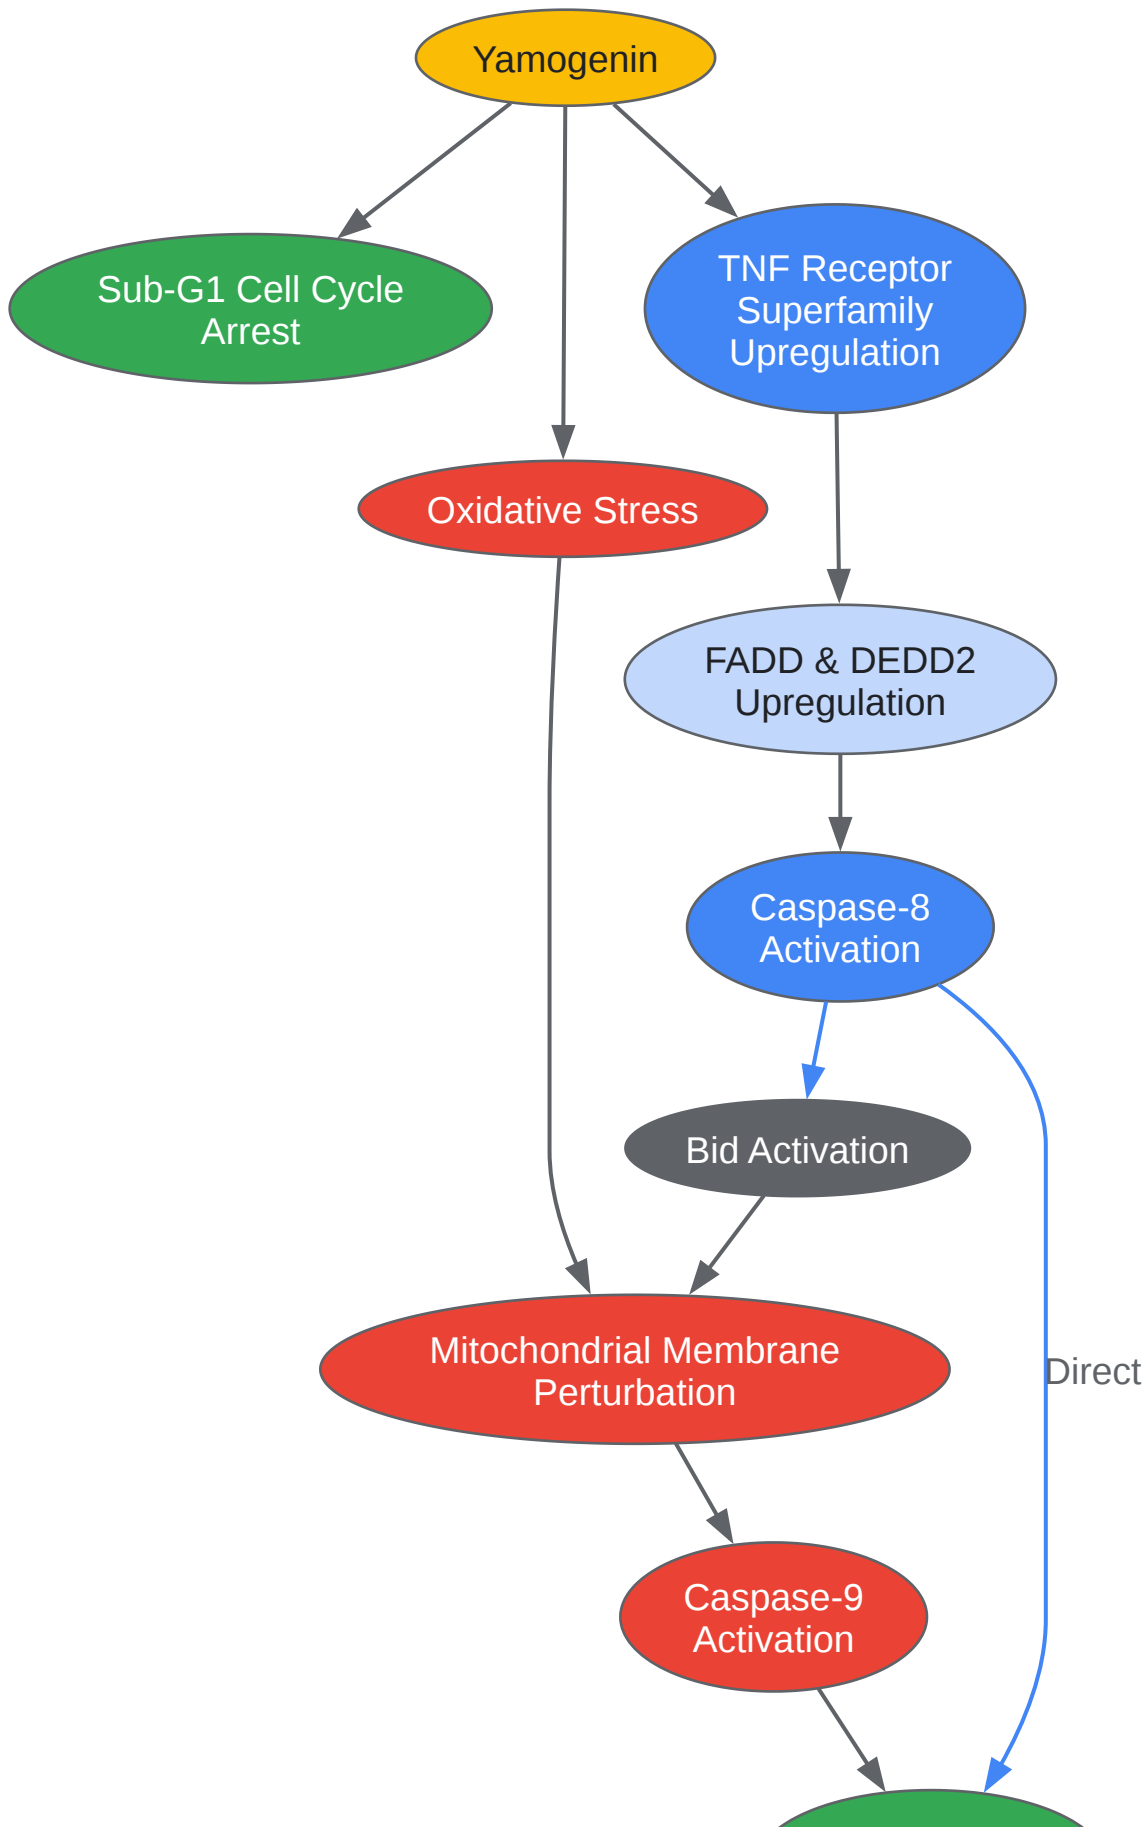 Yamogenin
Sub-G1 Cell Cycle
Arrest
TNF Receptor
Superfamily
Upregulation
Oxidative Stress
FADD & DEDD2
Upregulation
Caspase-8
Activation
Bid Activation
Mitochondrial Membrane
Perturbation
Direct
Caspase-9
Activation